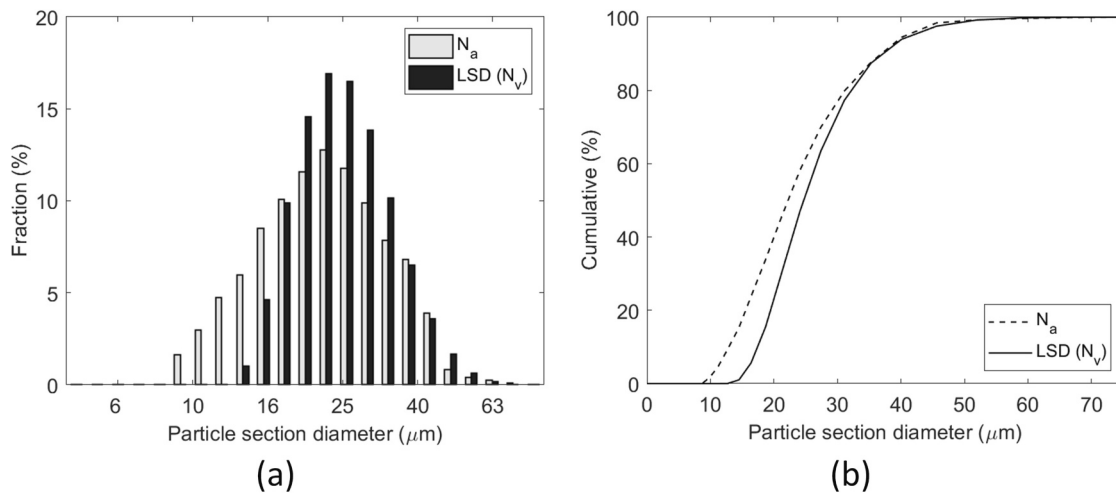 20
15
10
5
0
Fraction (%)
N_a
LSD (N_v)
6 10 16 25 40 63
Particle section diameter (μm)
(a)
100
80
60
40
20
0
Cumulative (%)
N_a
LSD (N_v)
0 10 20 30 40 50 60 70
Particle section diameter (μm)
(b)